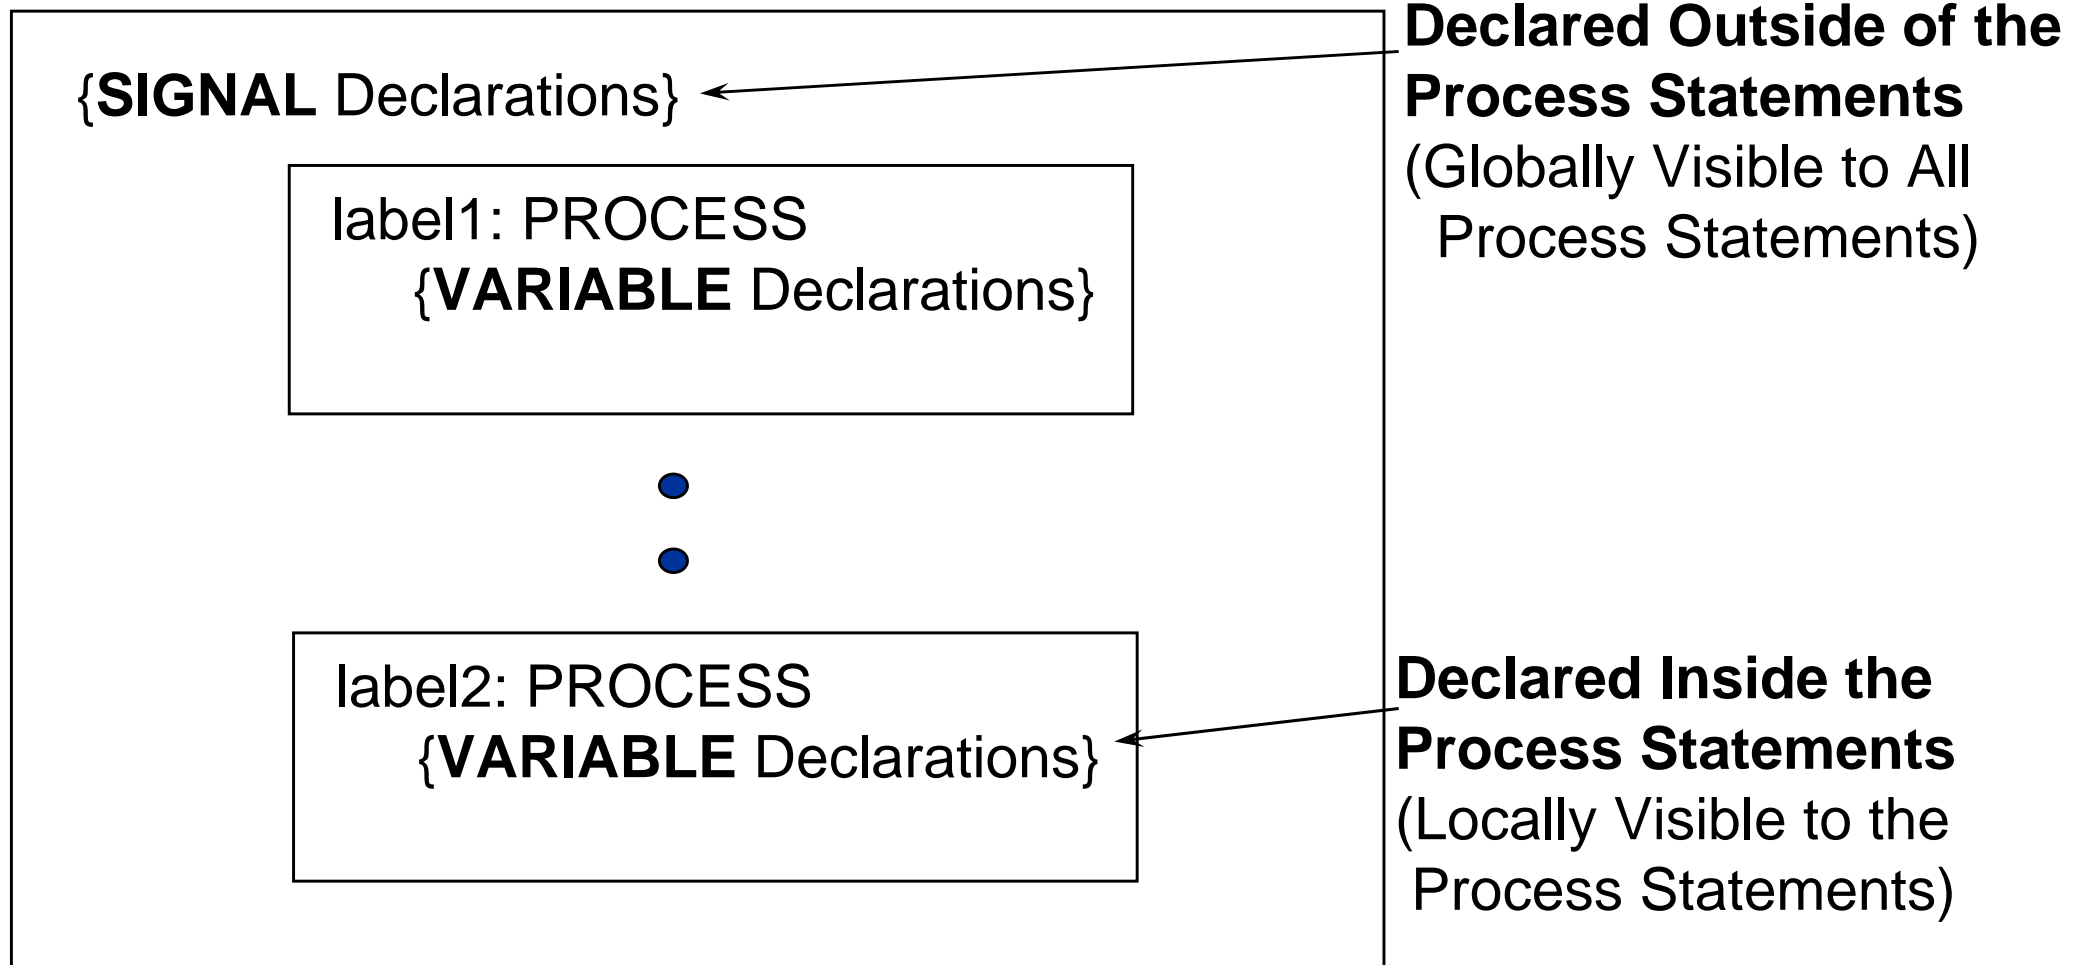 {SIGNAL Declarations}
label1: PROCESS
{VARIABLE Declarations}
label2: PROCESS
{VARIABLE Declarations}
Declared Outside of the
Process Statements
(Globally Visible to All
Process Statements)
Declared Inside the
Process Statements
(Locally Visible to the
Process Statements)